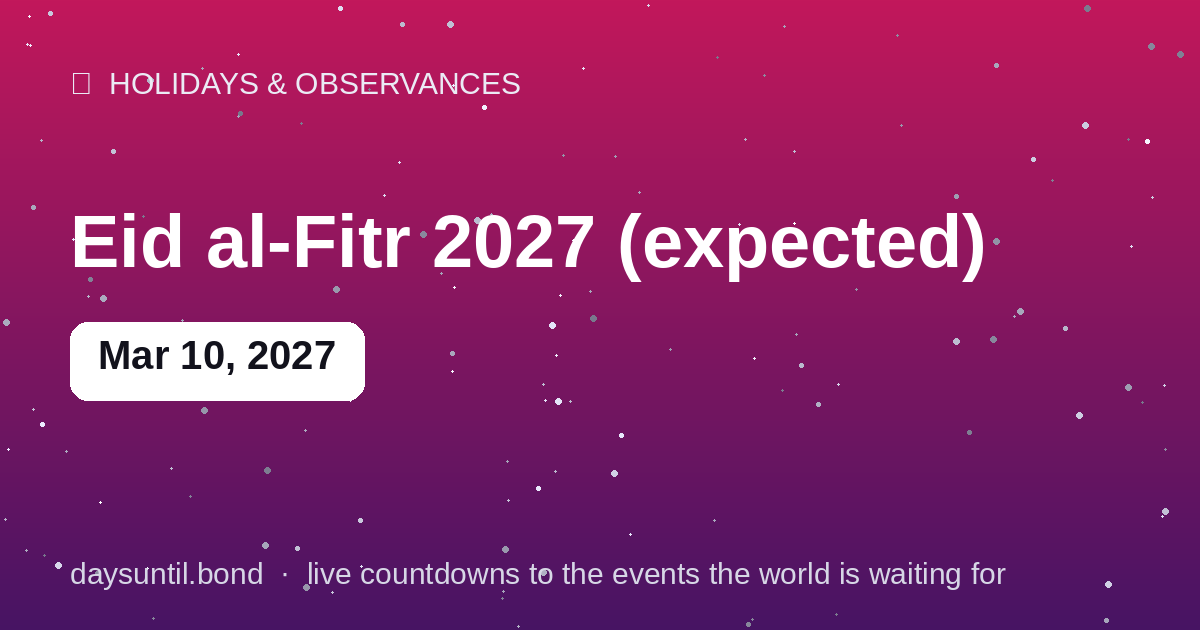 HOLIDAYS & OBSERVANCES
Eid al-Fitr 2027 (expected)
Mar 10, 2027
daysuntil.bond · live countdowns to the events the world is waiting for